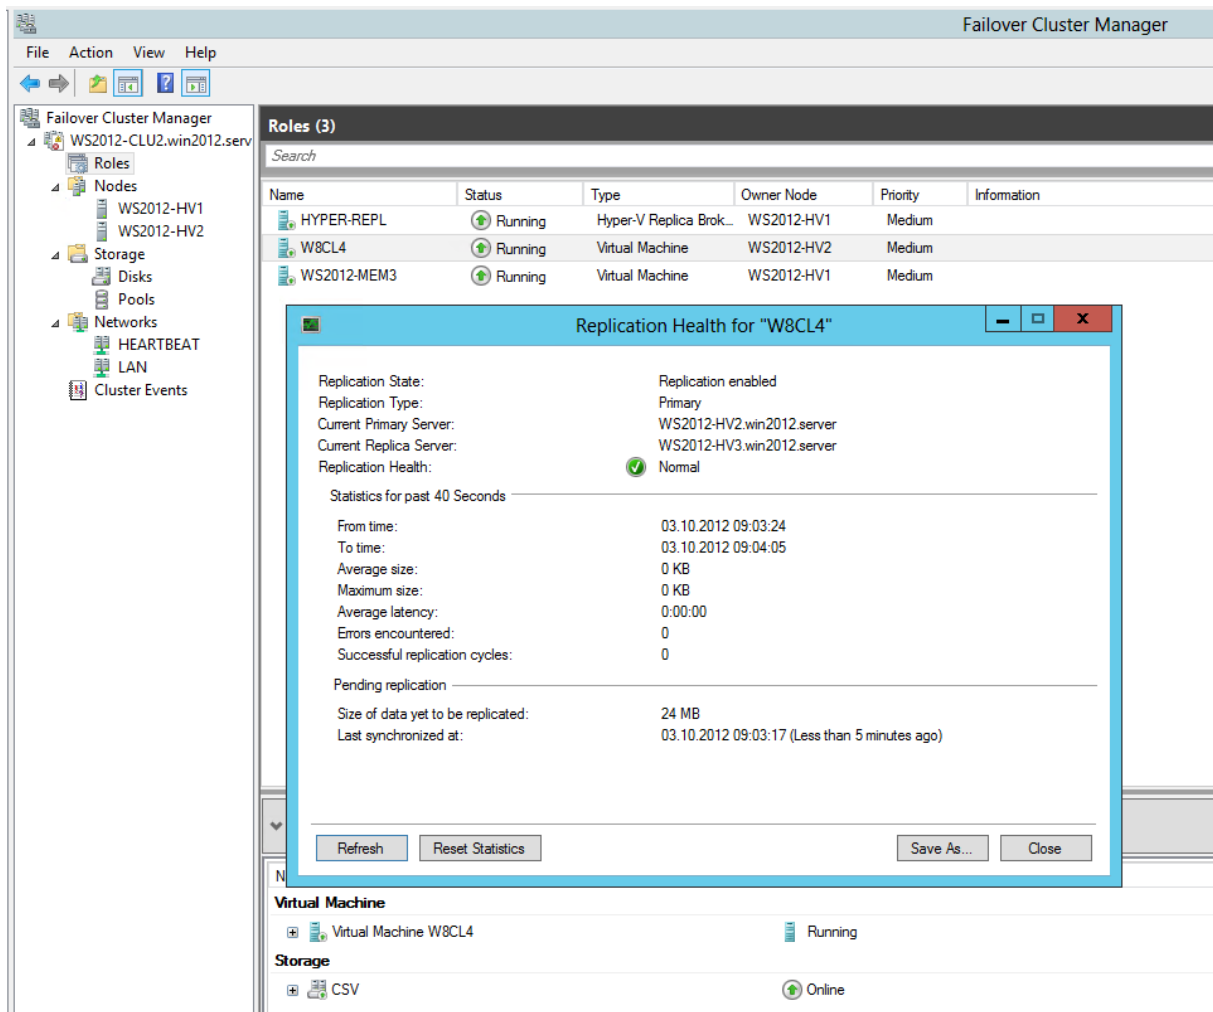 Failover Cluster Manager
File Action View Help
Failover Cluster Manager
WS2012-CLU2.win2012.serv
Roles
Nodes
WS2012-HV1
WS2012-HV2
Storage
Disks
Pools
Networks
HEARTBEAT
LAN
Cluster Events
Roles (3)
Search
Name Status Type Owner Node Priority Information
HYPER-REPL Running Hyper-V Replica Brok... WS2012-HV1 Medium
W8CL4 Running Virtual Machine WS2012-HV2 Medium
WS2012-MEM3 Running Virtual Machine WS2012-HV1 Medium
Replication Health for "W8CL4"
Replication State: Replication enabled
Replication Type: Primary
Current Primary Server: WS2012-HV2.win2012.server
Current Replica Server: WS2012-HV3.win2012.server
Replication Health: Normal
Statistics for past 40 Seconds
From time: 03.10.2012 09:03:24
To time: 03.10.2012 09:04:05
Average size: 0 KB
Maximum size: 0 KB
Average latency: 0:00:00
Errors encountered: 0
Successful replication cycles: 0
Pending replication
Size of data yet to be replicated: 24 MB
Last synchronized at: 03.10.2012 09:03:17 (Less than 5 minutes ago)
Refresh Reset Statistics Save As... Close
N
Virtual Machine
Virtual Machine W8CL4 Running
Storage
CSV Online